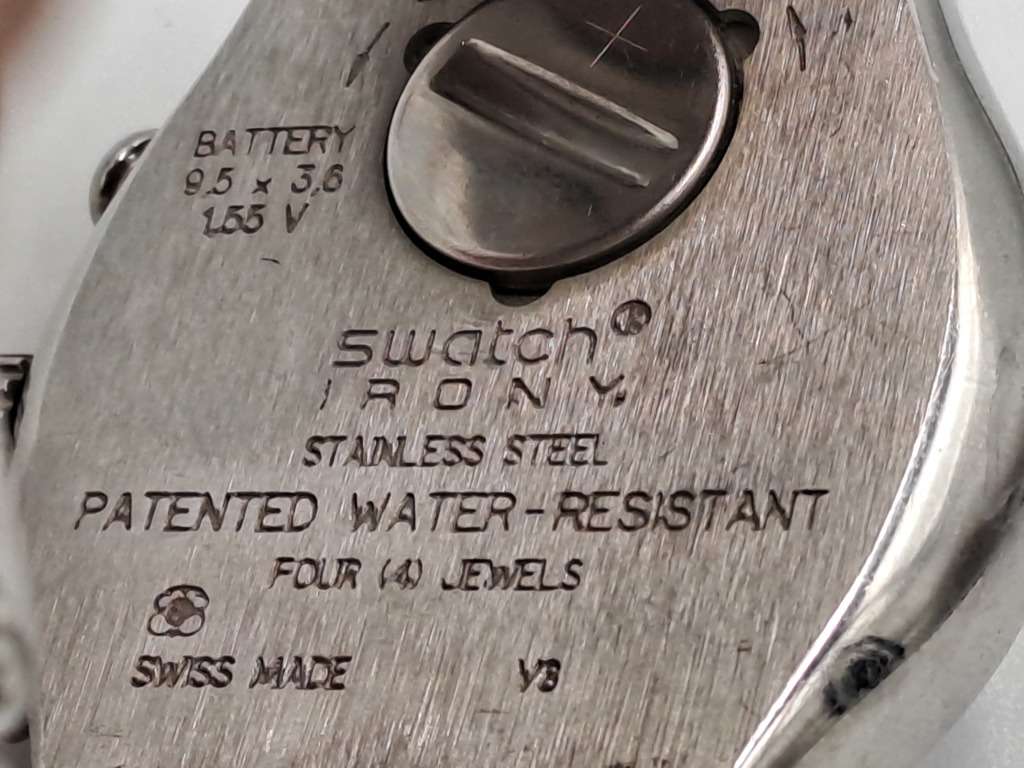 BATTERY
9.5 x 3.6
1.55 V
swatch®
IRONY.
STAINLESS STEEL
PATENTED WATER-RESISTANT
FOUR (4) JEWELS
SWISS MADE V8